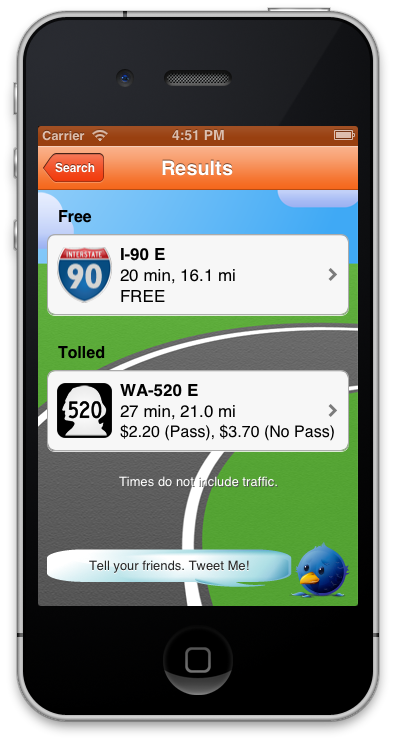 Carrier 4:51 PM
Search Results
Free
INTERSTATE
90
I-90 E
20 min, 16.1 mi
FREE
Tolled
520
WA-520 E
27 min, 21.0 mi
$2.20 (Pass), $3.70 (No Pass)
Times do not include traffic.
Tell your friends. Tweet Me!